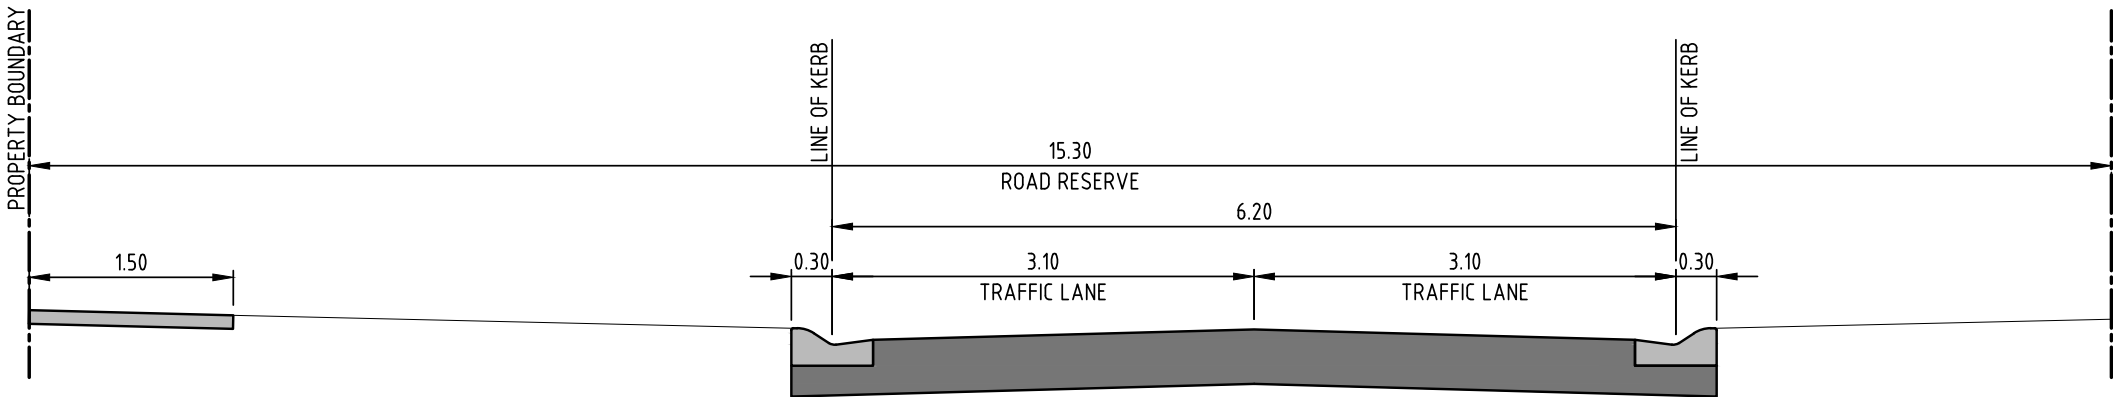 PROPERTY BOUNDARY
LINE OF KERB
LINE OF KERB
15.30
ROAD RESERVE
6.20
1.50
0.30
3.10
3.10
0.30
TRAFFIC LANE
TRAFFIC LANE